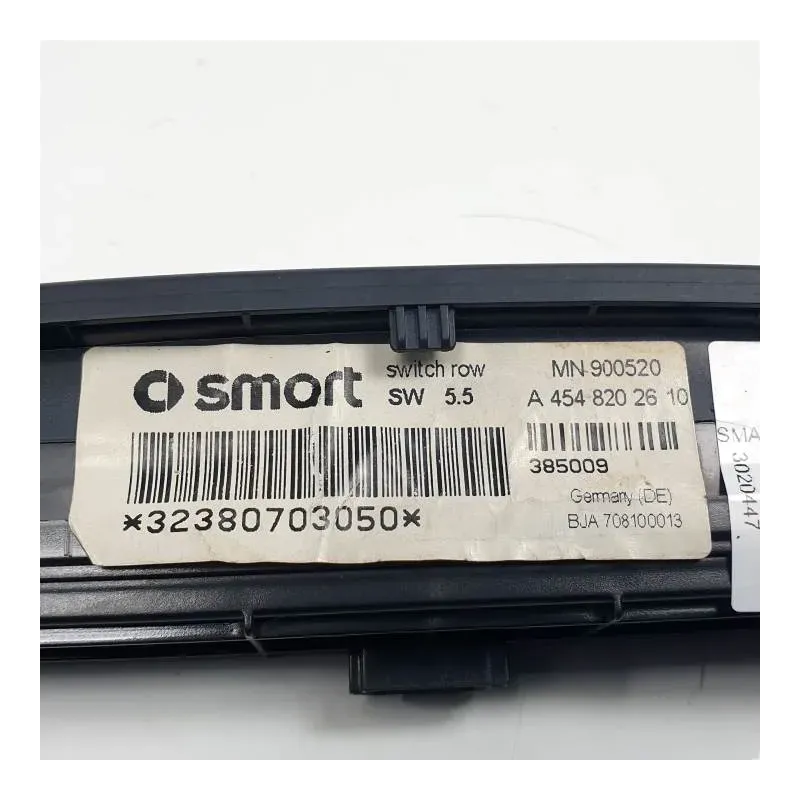 smort
switch row
SW 5.5
MN 900520
A 454 820 26 10
385009
*32380703050*
Germany (DE)
BJA 708100013
SMA
3020447